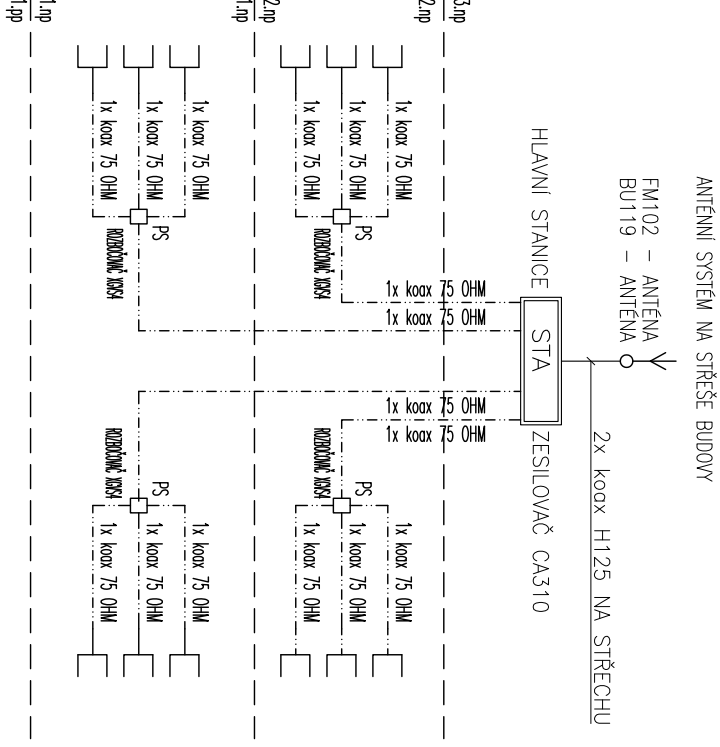 ANTÉNNÍ SYSTÉM NA STŘEŠE BUDOVY
FM102 – ANTÉNA
BU119 – ANTÉNA
2x koax H125 NA STŘECHU
HLAVNÍ STANICE
STA
ZESILOVAČ CA310
3.np
2.np
1x koax 75 OHM
1x koax 75 OHM
1x koax 75 OHM
1x koax 75 OHM
1x koax 75 OHM
1x koax 75 OHM
1x koax 75 OHM
PS
ROZBOČOVAČ
1x koax 75 OHM
1x koax 75 OHM
1x koax 75 OHM
PS
ROZBOČOVAČ
2.np
1.np
1x koax 75 OHM
1x koax 75 OHM
1x koax 75 OHM
PS
ROZBOČOVAČ
1x koax 75 OHM
1x koax 75 OHM
1x koax 75 OHM
PS
ROZBOČOVAČ
1.np
1.pp